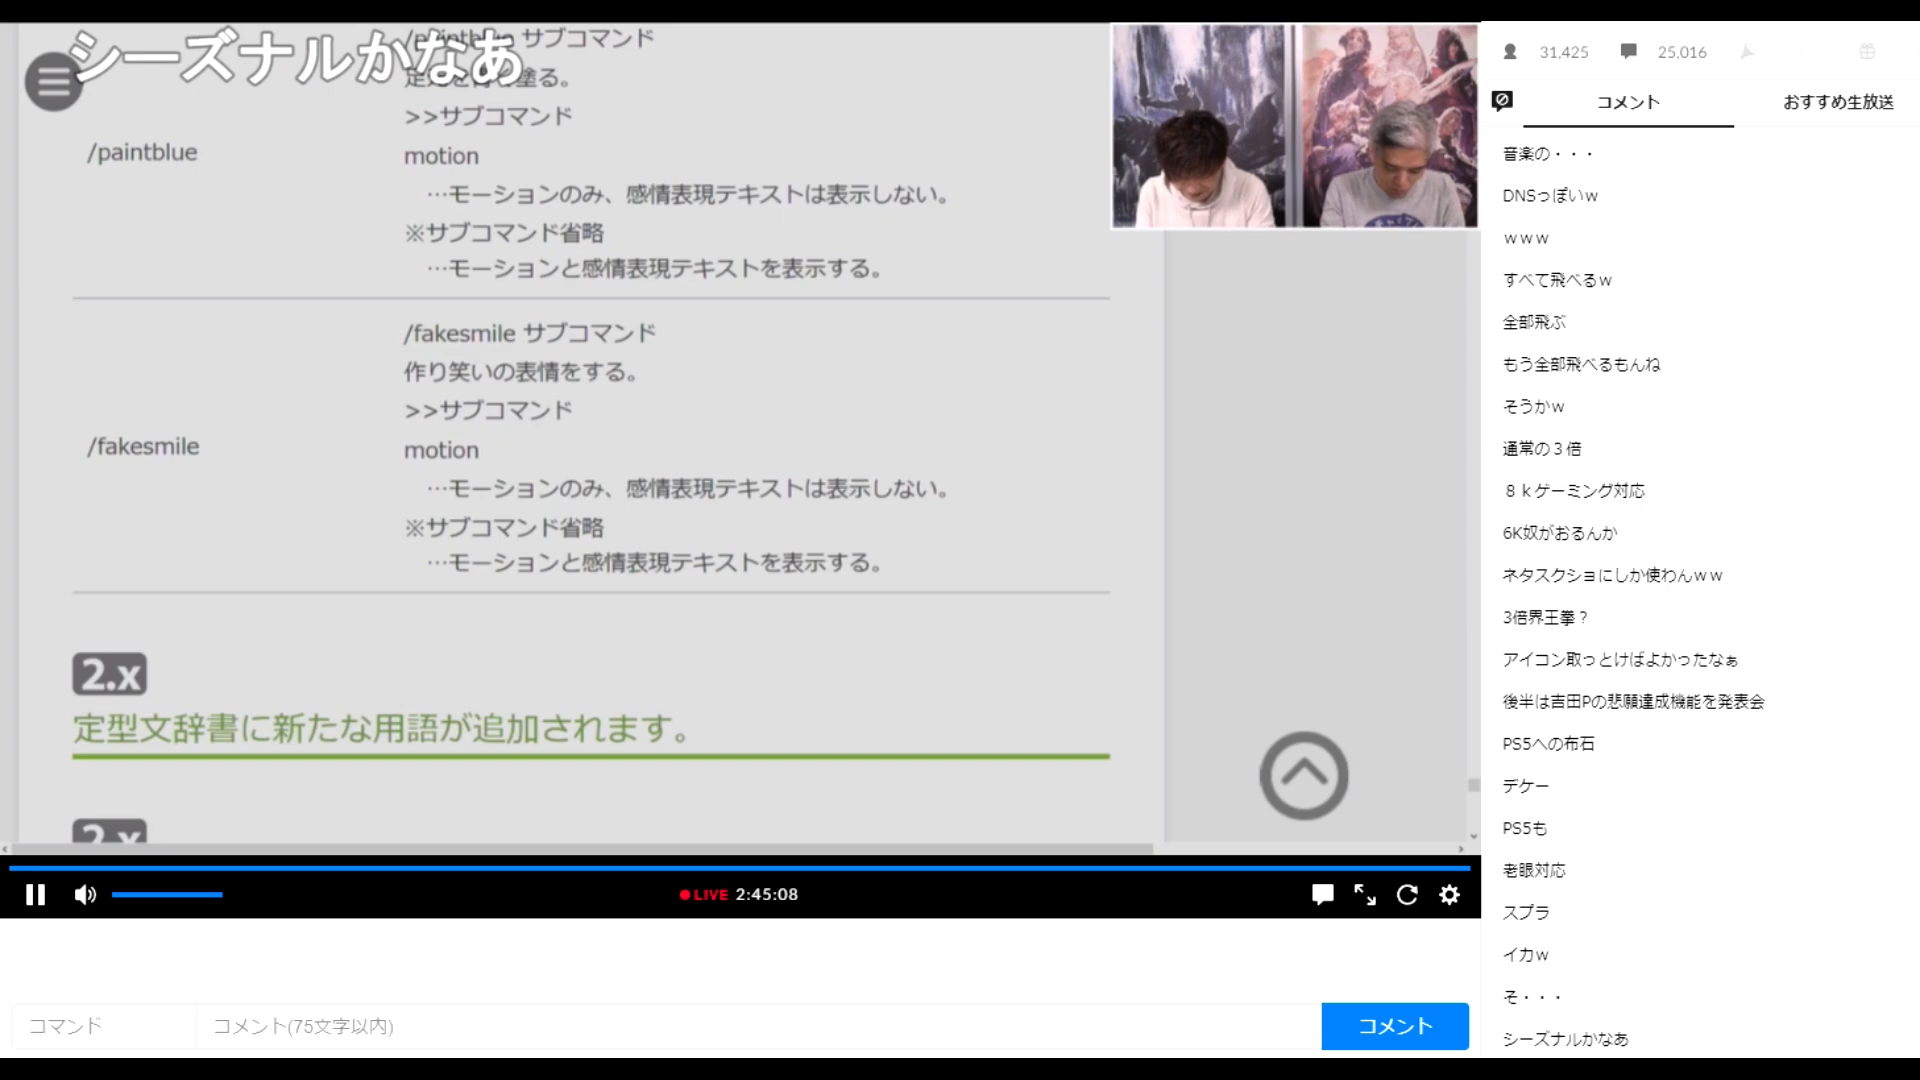 シーズナルかなあ
/paintblue サブコマンド
足元を青く塗る。
>>サブコマンド
/paintblue
motion
…モーションのみ、感情表現テキストは表示しない。
※サブコマンド省略
…モーションと感情表現テキストを表示する。
/fakesmile サブコマンド
作り笑いの表情をする。
>>サブコマンド
/fakesmile
motion
…モーションのみ、感情表現テキストは表示しない。
※サブコマンド省略
…モーションと感情表現テキストを表示する。
2.x
定型文辞書に新たな用語が追加されます。
2.x
LIVE 2:45:08
コマンド
コメント(75文字以内)
コメント
31,425
25,016
コメント
おすすめ生放送
音楽の・・・
DNSっぽいw
ｗｗｗ
すべて飛べるｗ
全部飛ぶ
もう全部飛べるもんね
そうかｗ
通常の３倍
８ｋゲーミング対応
6K奴がおるんか
ネタスクショにしか使わんｗｗ
3倍界王拳？
アイコン取っとけばよかったなぁ
後半は吉田Pの悲願達成機能を発表会
PS5への布石
デケー
PS5も
老眼対応
スプラ
イカｗ
そ・・・
シーズナルかなあ